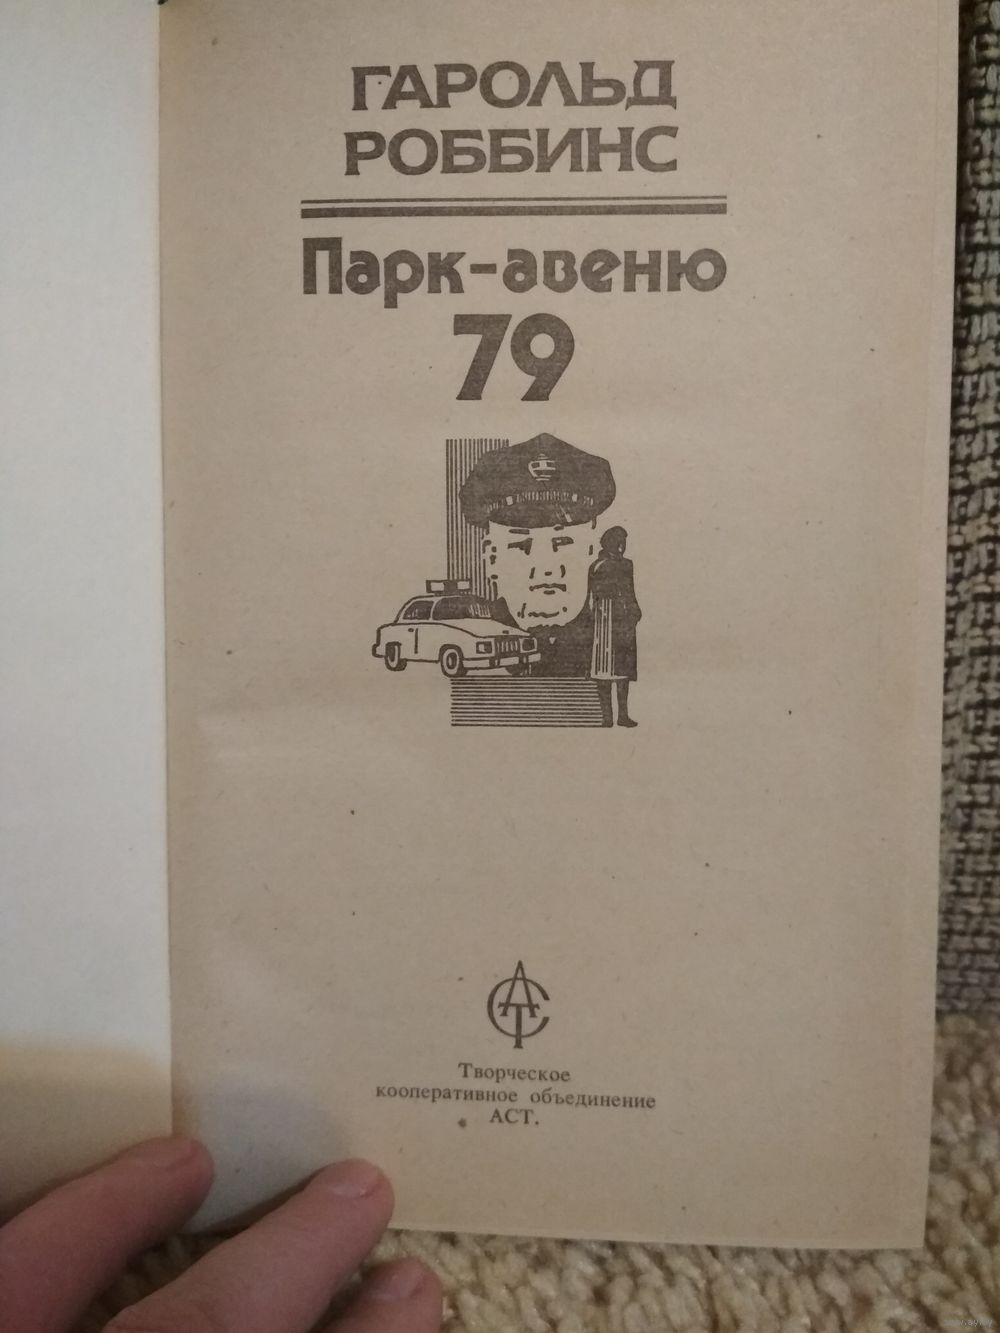 ГАРОЛЬД
РОББИНС
Парк-авеню
79
АСТ
Творческое
кооперативное объединение
АСТ.